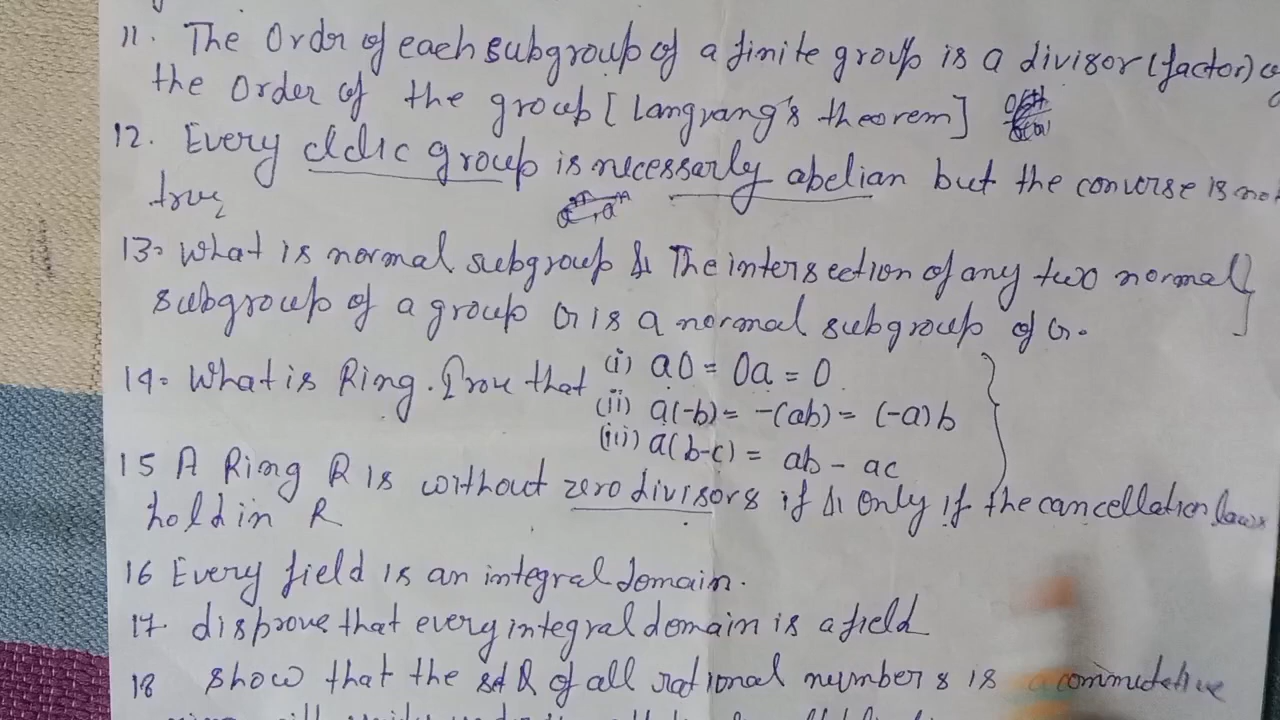 11. The Order of each subgroup of a finite group is a divisor (factor) of
the order of the group [Langrang's theorem]
12. Every cyclic group is necessarly abelian but the converse is not
true
13. What is normal subgroup & The intersection of any two normal
subgroup of a group G is a normal subgroup of G.
14. What is Ring. Prove that (i) a0 = 0a = 0.
(ii) a(-b) = -(ab) = (-a)b
(iii) a(b-c) = ab - ac
15 A Ring R is without zero divisors if & Only if the cancellation laws
hold in R
16 Every field is an integral domain.
17. disprove that every integral domain is a field
18 Show that the set Q of all rational numbers is a commutative